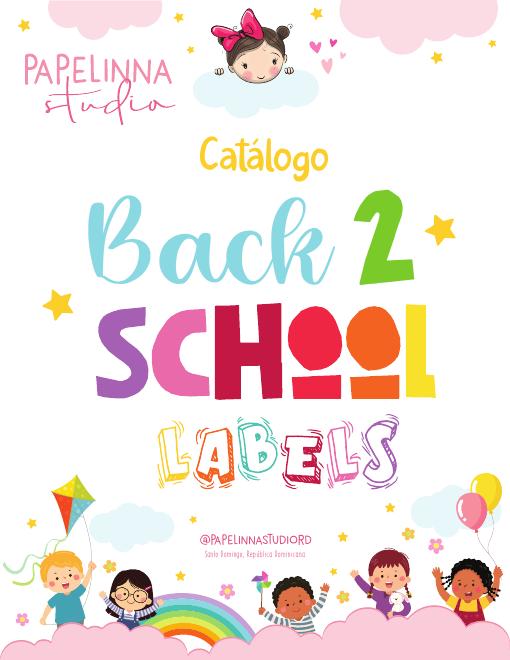 PAPELINNA
studio
Catálogo
Back 2
SCHOOL
LABELS
@PAPELINNASTUDIORD
Santo Domingo, República Dominicana